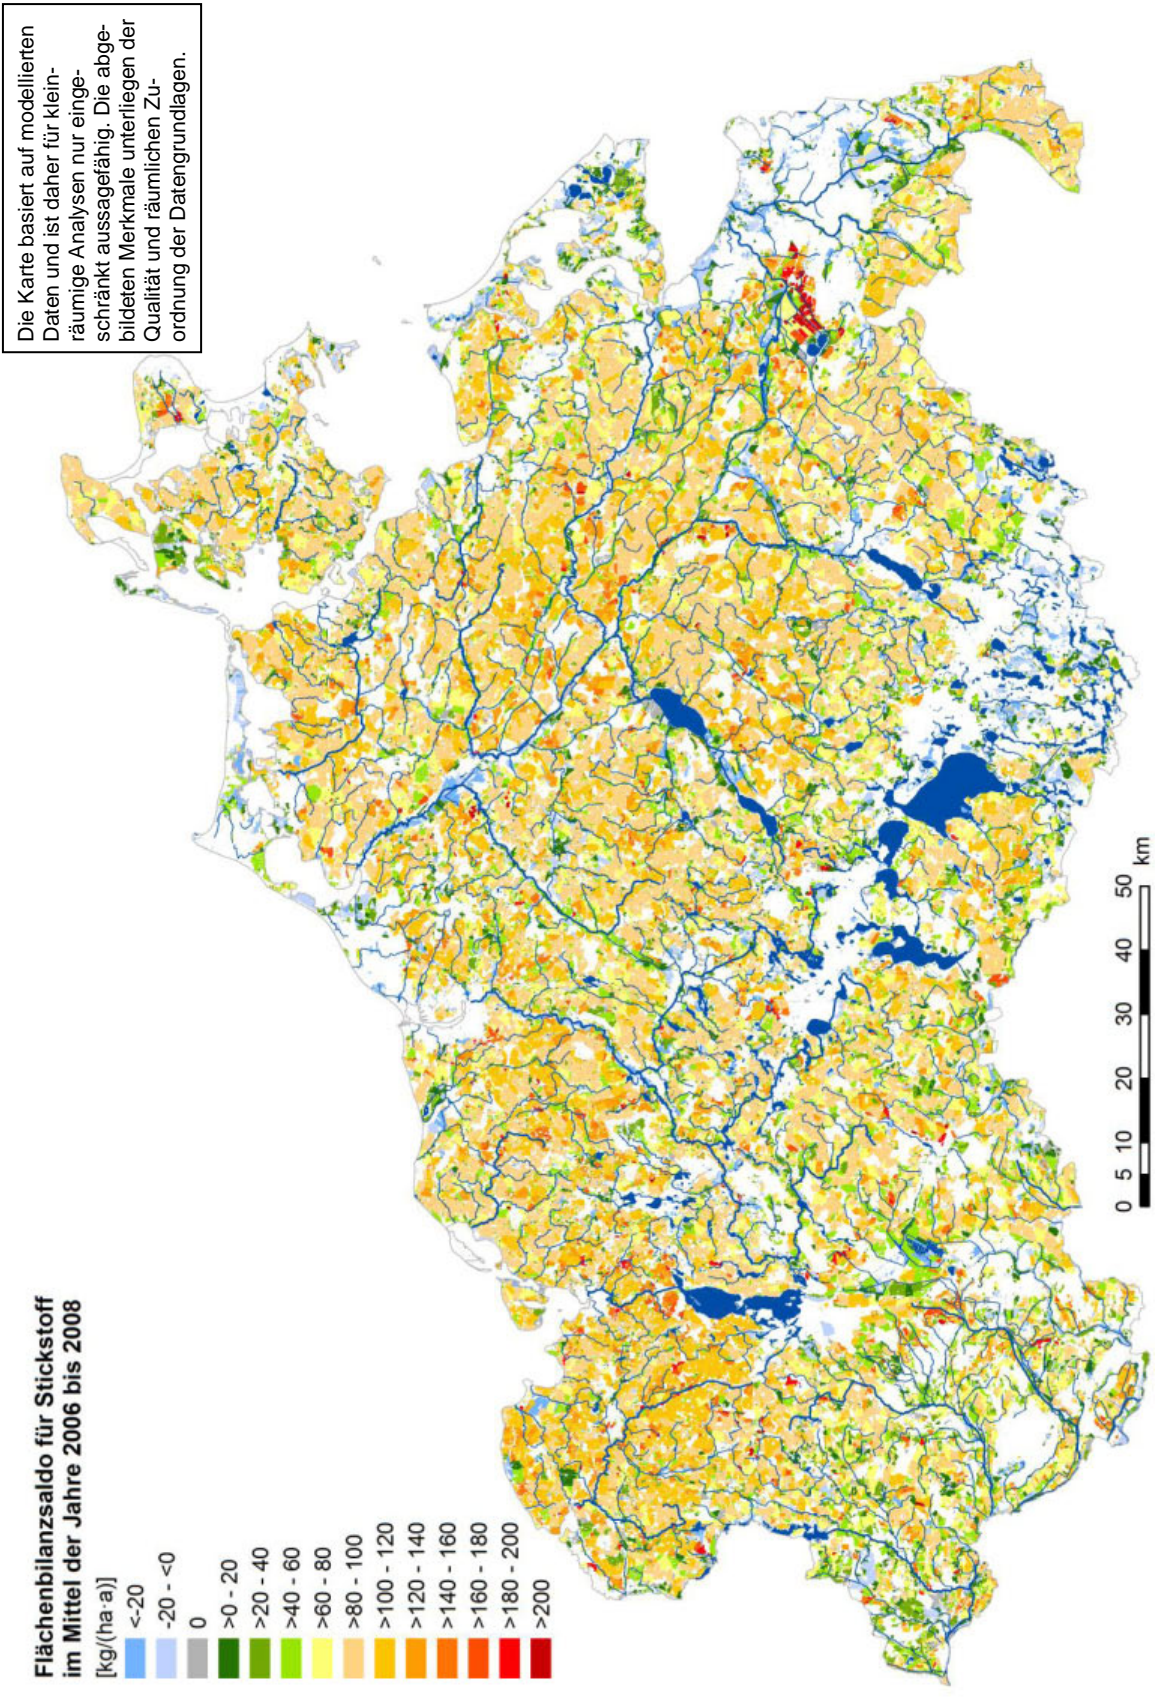 Flächenbilanzsaldo für Stickstoff
im Mittel der Jahre 2006 bis 2008
[kg/(ha·a)]
<-20
-20 - <0
0
>0 - 20
>20 - 40
>40 - 60
>60 - 80
>80 - 100
>100 - 120
>120 - 140
>140 - 160
>160 - 180
>180 - 200
>200
Die Karte basiert auf modellierten
Daten und ist daher für klein-
räumige Analysen nur einge-
schränkt aussagefähig. Die abge-
bildeten Merkmale unterliegen der
Qualität und räumlichen Zu-
ordnung der Datengrundlagen.
0 5 10 20 30 40 50
km